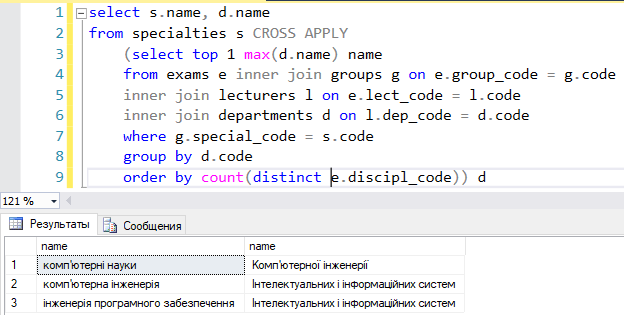 1 select s.name, d.name
2 from specialties s CROSS APPLY
3 (select top 1 max(d.name) name
4 from exams e inner join groups g on e.group_code = g.code
5 inner join lecturers l on e.lect_code = l.code
6 inner join departments d on l.dep_code = d.code
7 where g.special_code = s.code
8 group by d.code
9 order by count(distinct e.discipl_code)) d
121 %
Результаты Сообщения
name name
1 комп'ютерні науки Комп'ютерної інженерії
2 комп'ютерна інженерія Інтелектуальних і інформаційних систем
3 інженерія програмного забезпечення Інтелектуальних і інформаційних систем